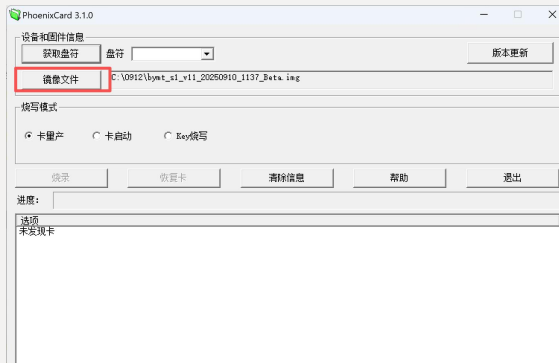 PhoenixCard 3.1.0
设备和固件信息
获取盘符 盘符 版本更新
镜像文件 C:\0912\bymt_s1_v11_20250910_1137_Beta.img
烧写模式
卡量产 卡启动 Key烧写
烧录 恢复卡 清除信息 帮助 退出
进度:
选项
未发现卡